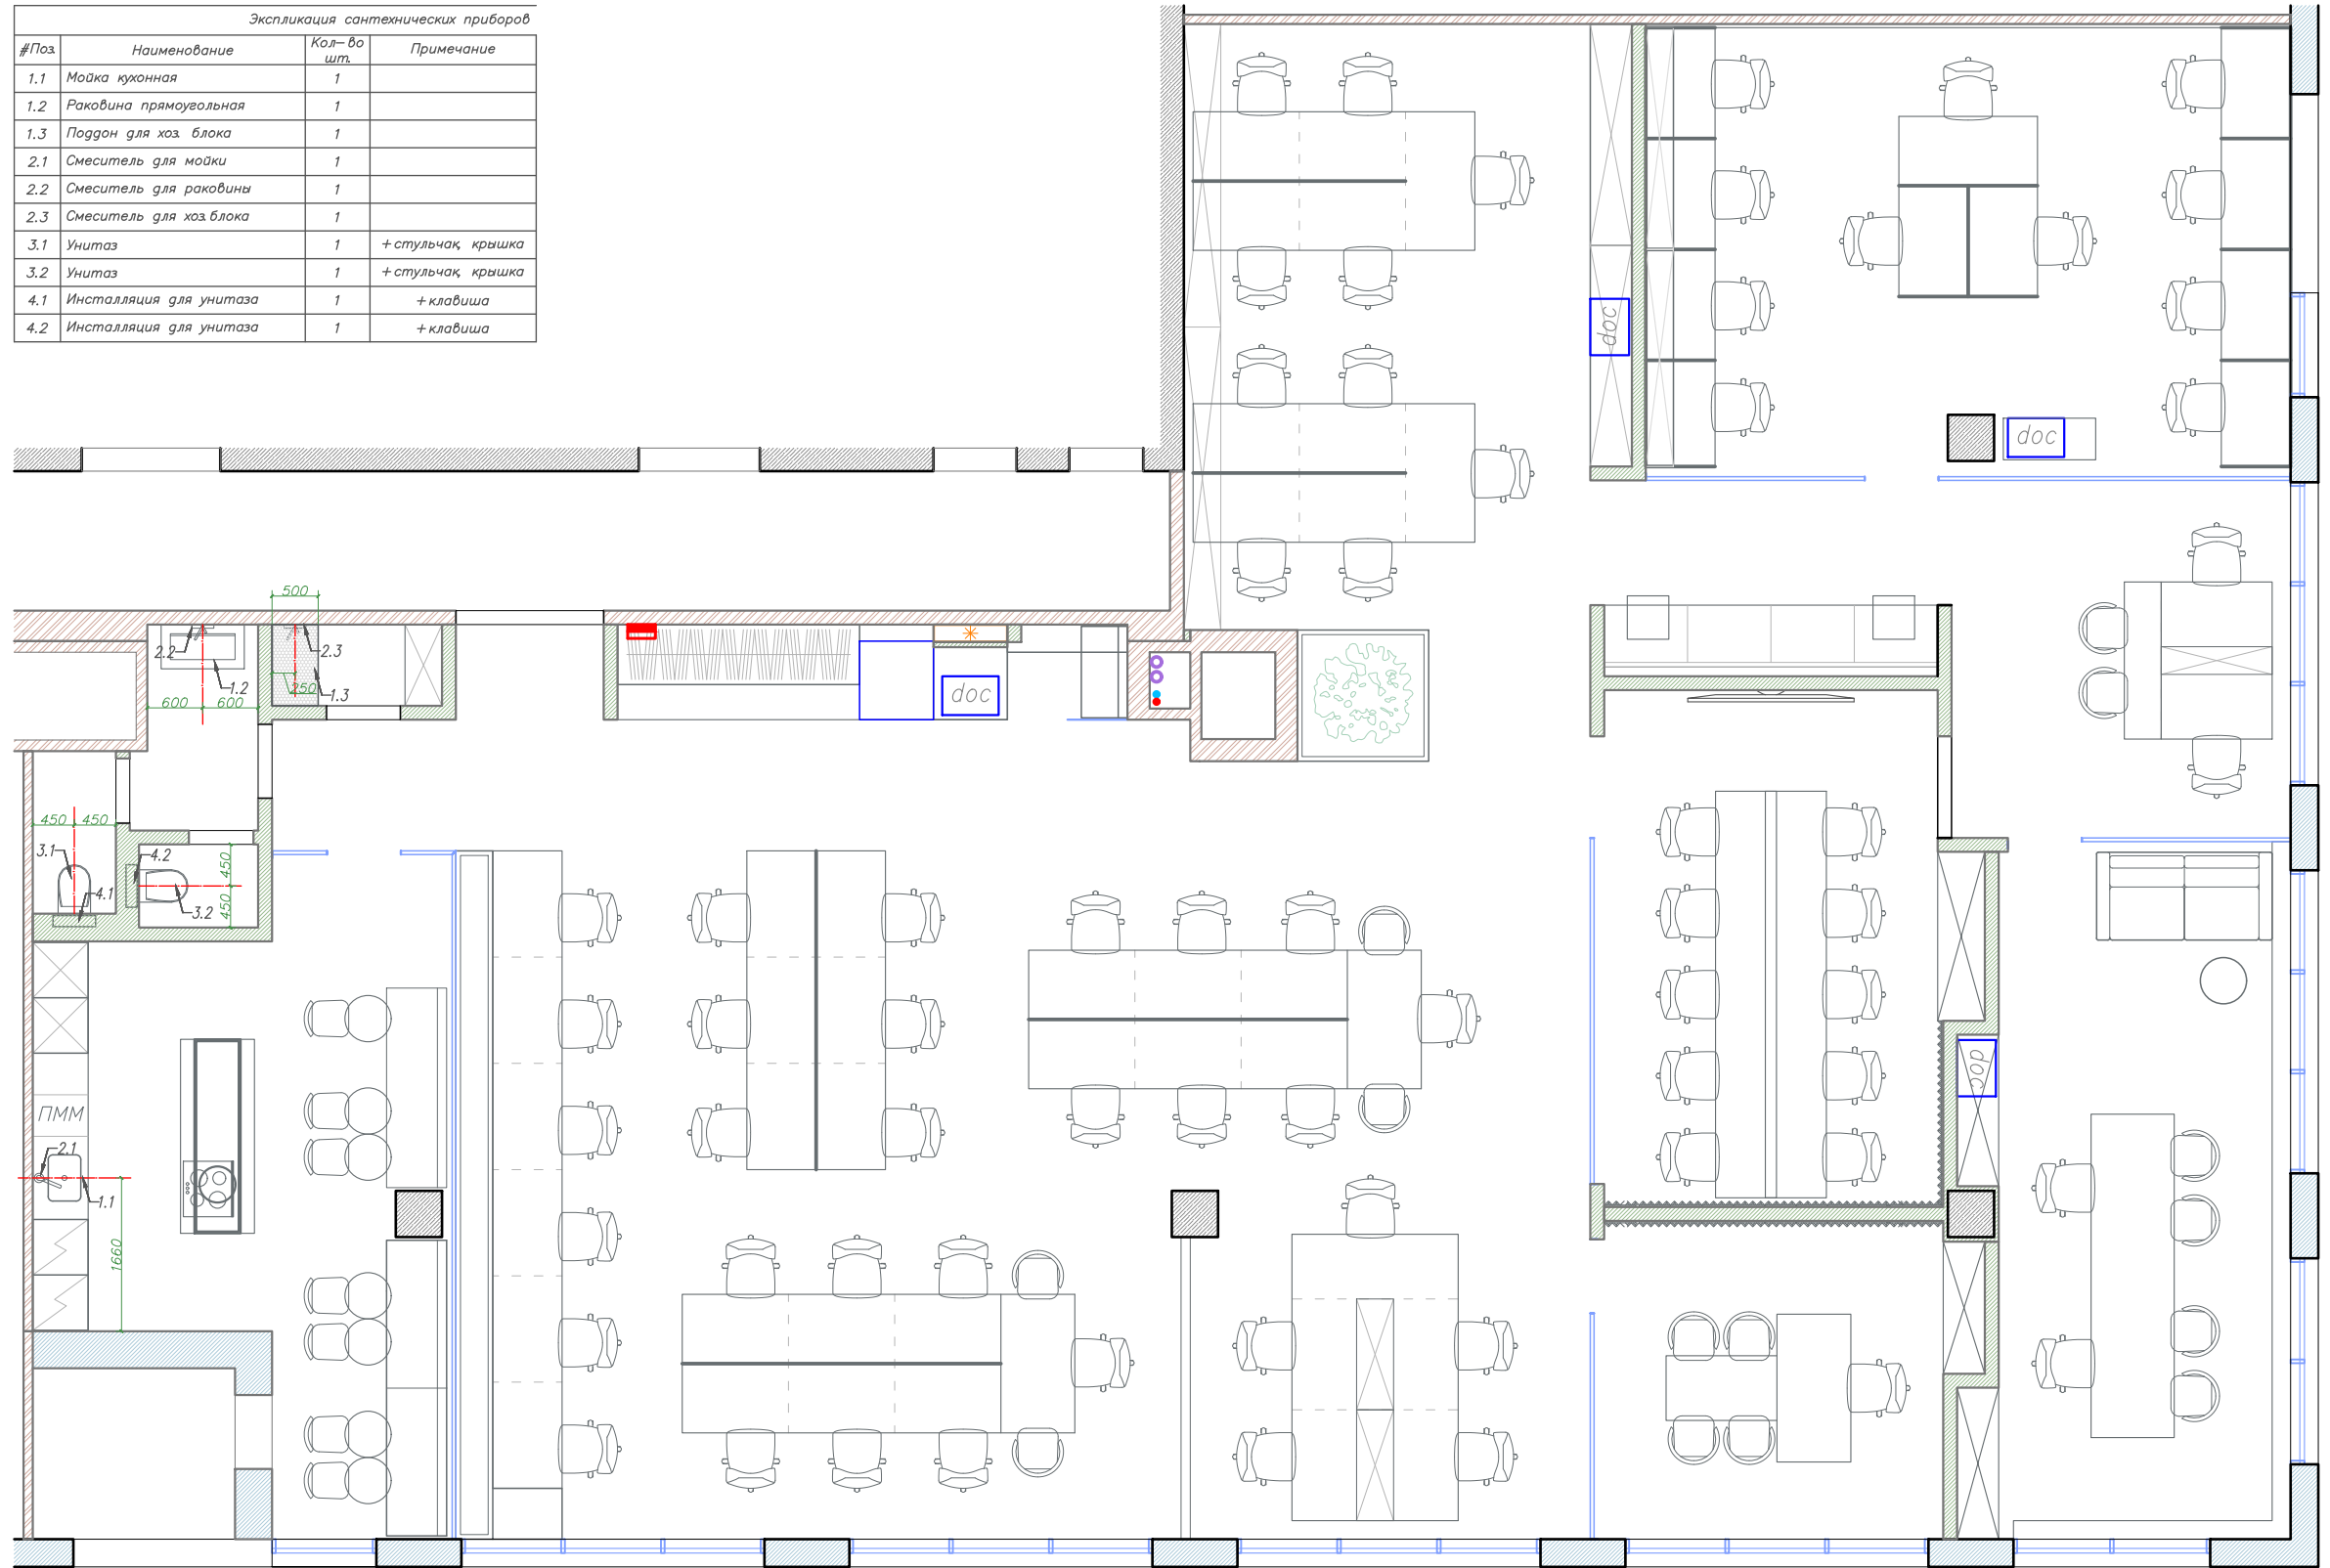 Экспликация сантехнических приборов
#Поз. Наименование Кол-во шт. Примечание
1.1 Мойка кухонная 1
1.2 Раковина прямоугольная 1
1.3 Поддон для хоз. блока 1
2.1 Смеситель для мойки 1
2.2 Смеситель для раковины 1
2.3 Смеситель для хоз.блока 1
3.1 Унитаз 1 +стульчак, крышка
3.2 Унитаз 1 +стульчак, крышка
4.1 Инсталляция для унитаза 1 +клавиша
4.2 Инсталляция для унитаза 1 +клавиша
doc
doc
500
2.2
2.3
1.2
250
1.3
600 600
doc
450 450
3.1
4.2
450
4.1
450
3.2
doc
ПММ
2.1
1.1
1660